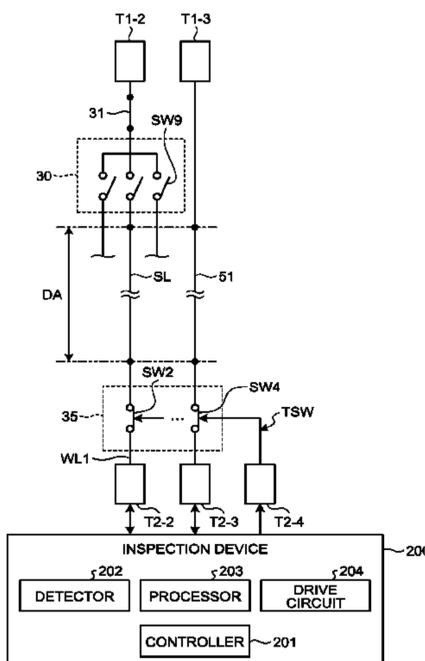 T1-2 T1-3
31
SW9
30
SL 51
DA
SW2 SW4
35 TSW
WL1
T2-2 T2-3 T2-4
INSPECTION DEVICE
202 203 204
DETECTOR PROCESSOR DRIVE CIRCUIT
CONTROLLER 201